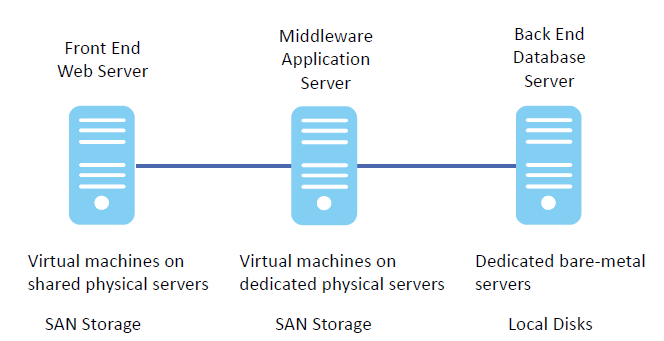 Front End
Web Server
Middleware
Application
Server
Back End
Database
Server
Virtual machines on
shared physical servers
SAN Storage
Virtual machines on
dedicated physical servers
SAN Storage
Dedicated bare-metal
servers
Local Disks